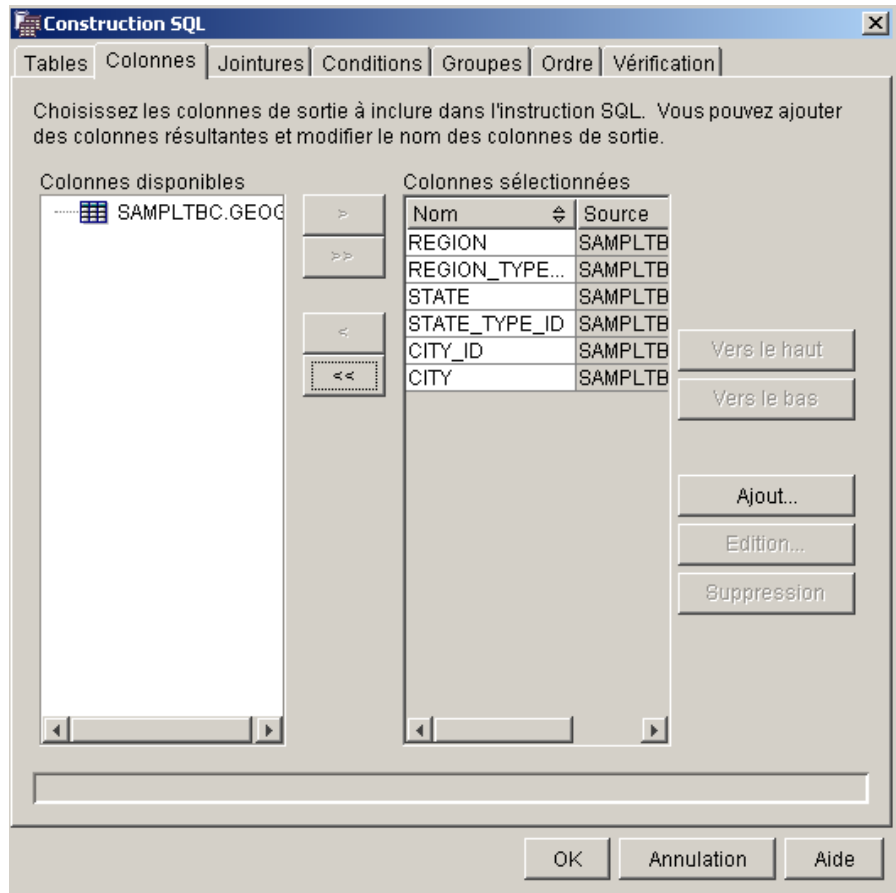 Construction SQL
Tables Colonnes Jointures Conditions Groupes Ordre Vérification
Choisissez les colonnes de sortie à inclure dans l'instruction SQL. Vous pouvez ajouter
des colonnes résultantes et modifier le nom des colonnes de sortie.
Colonnes disponibles
SAMPLTBC.GEOG
>
>>
<
<<
Colonnes sélectionnées
Nom Source
REGION SAMPLTB
REGION_TYPE... SAMPLTB
STATE SAMPLTB
STATE_TYPE_ID SAMPLTB
CITY_ID SAMPLTB
CITY SAMPLTB
Vers le haut
Vers le bas
Ajout...
Edition...
Suppression
OK Annulation Aide